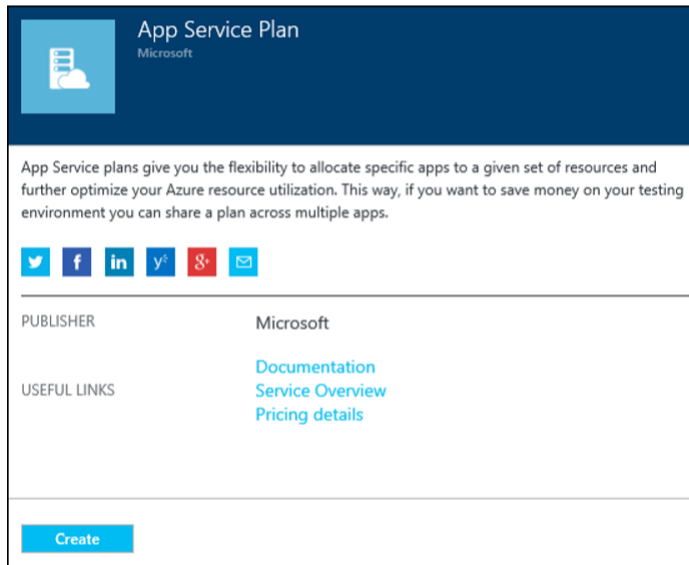 App Service Plan
Microsoft
App Service plans give you the flexibility to allocate specific apps to a given set of resources and
further optimize your Azure resource utilization. This way, if you want to save money on your testing
environment you can share a plan across multiple apps.
f in y 8+
PUBLISHER Microsoft
Documentation
USEFUL LINKS Service Overview
Pricing details
Create